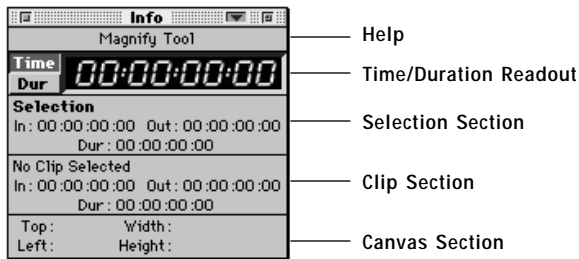 Info
Magnify Tool
Help
Time
Dur
00:00:00:00
Time/Duration Readout
Selection
In: 00:00:00:00 Out: 00:00:00:00
Dur: 00:00:00:00
Selection Section
No Clip Selected
In: 00:00:00:00 Out: 00:00:00:00
Dur: 00:00:00:00
Clip Section
Top: Width:
Left: Height:
Canvas Section